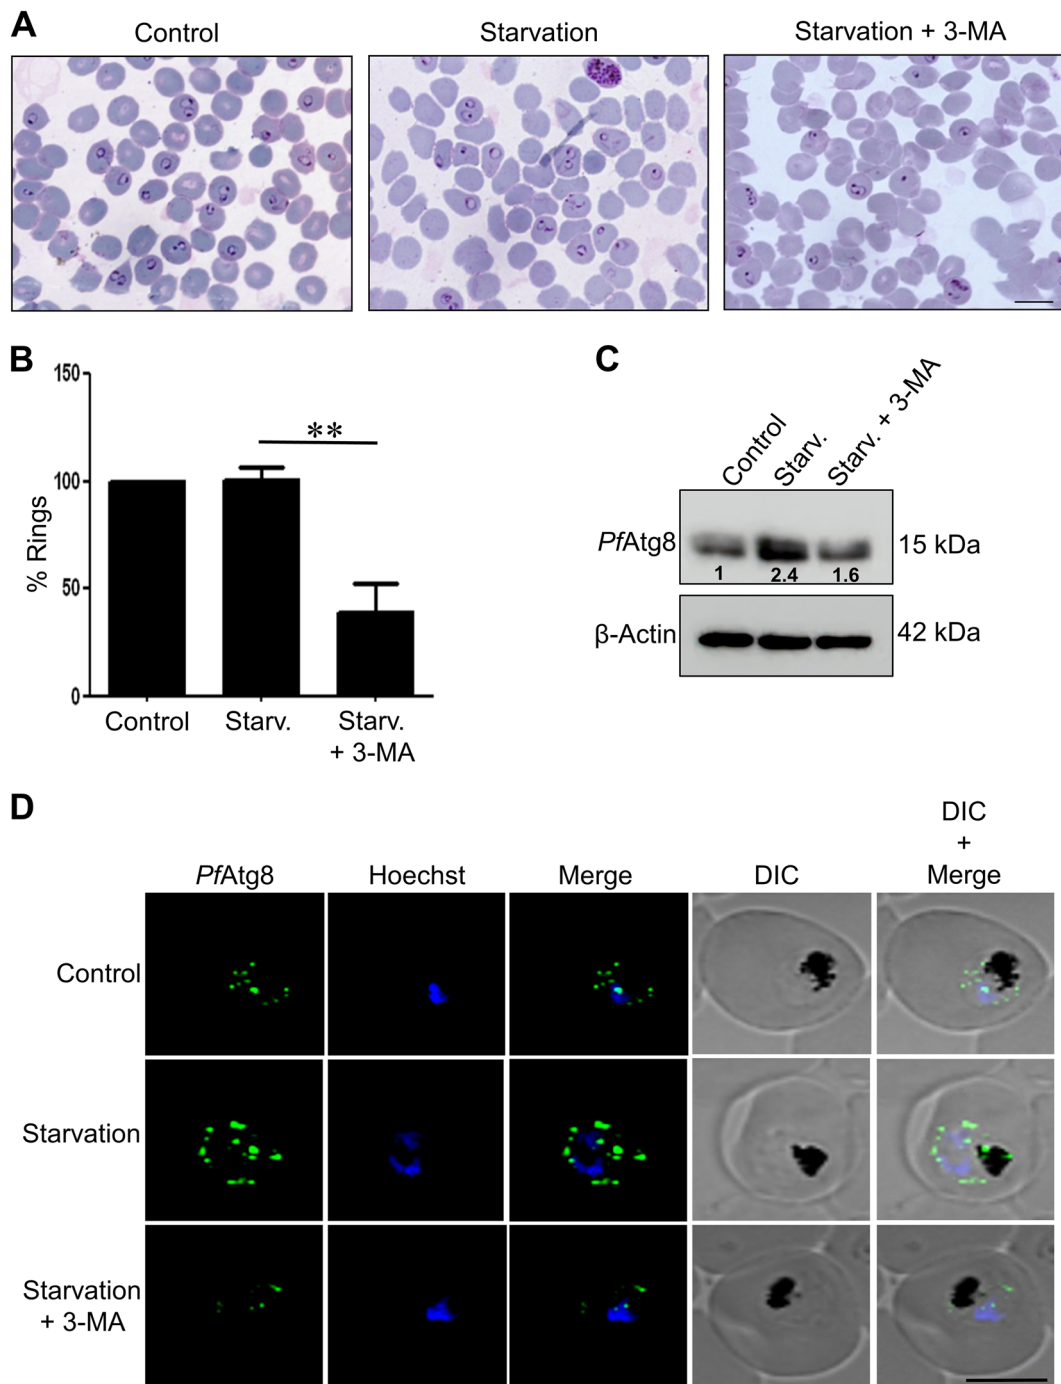 A
Control
Starvation
Starvation + 3-MA
B
150
100
50
0
% Rings
**
Control
Starv.
Starv.
+ 3-MA
C
Control
Starv.
Starv. + 3-MA
PfAtg8
1
2.4
1.6
15 kDa
β-Actin
42 kDa
D
PfAtg8
Hoechst
Merge
DIC
DIC
+
Merge
Control
Starvation
Starvation
+ 3-MA